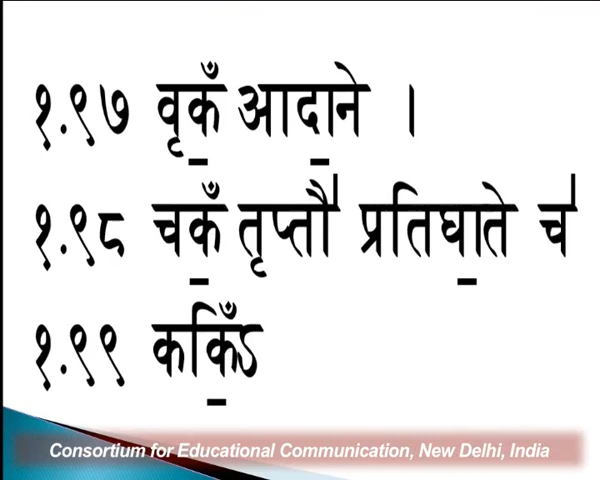 १.९७ वृकँ॒ आदा॒ने ।
१.९८ चकँ॒ तृप्तौ॑ प्रतिघा॒ते च॑
१.९९ ककिँ॒ऽ
Consortium for Educational Communication, New Delhi, India